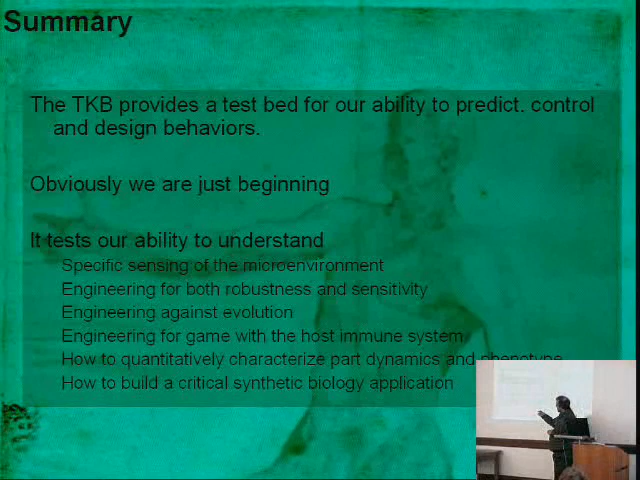 Summary
The TKB provides a test bed for our ability to predict. control
and design behaviors.
Obviously we are just beginning
It tests our ability to understand
Specific sensing of the microenvironment
Engineering for both robustness and sensitivity
Engineering against evolution
Engineering for game with the host immune system
How to quantitatively characterize part dynamics and phenotype
How to build a critical synthetic biology application